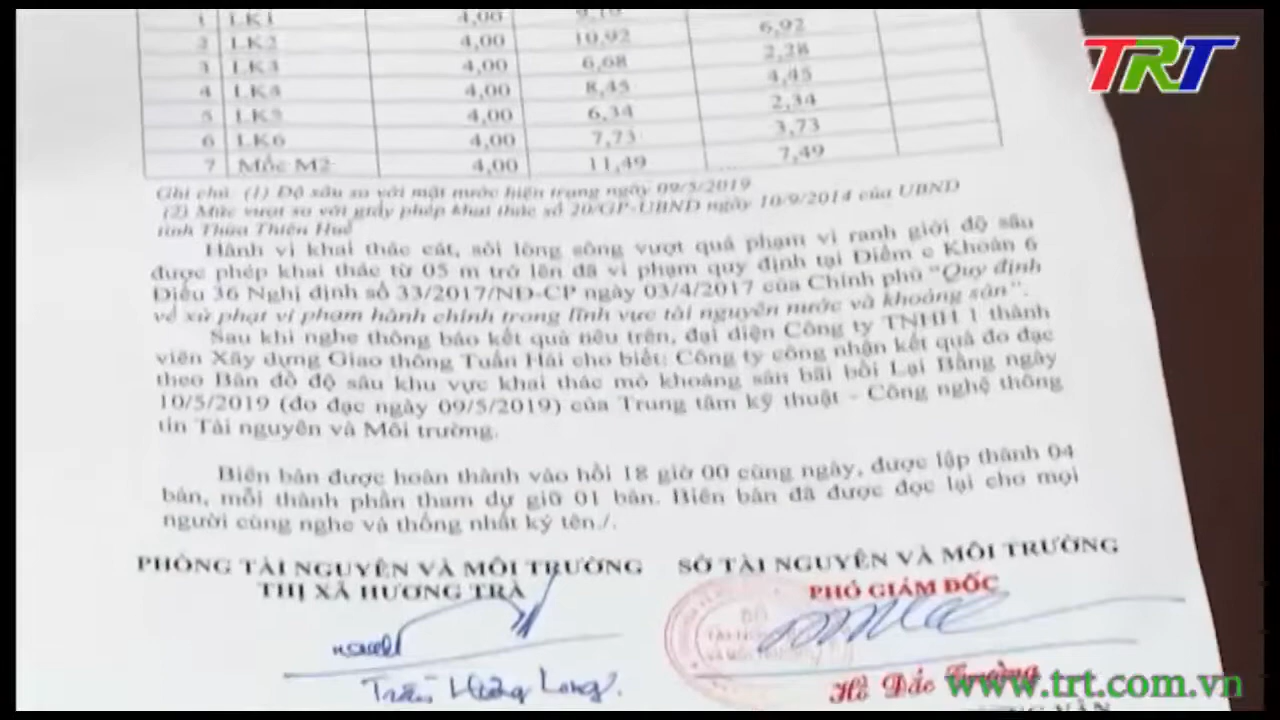 TRT
1 LK1 4,00 9,19
2 LK2 4,00 10,92 6,92
3 LK3 4,00 6,68 2,28
4 LK4 4,00 8,45 4,45
5 LK5 4,00 6,34 2,34
6 LK6 4,00 7,73 3,73
7 Mốc M2 4,00 11,49 7,49
Ghi chú: (1) Độ sâu so với mặt nước hiện trạng ngày 09/5/2019
(2) Mức vượt so với giấy phép khai thác số 20/GP-UBND ngày 10/9/2014 của UBND
tỉnh Thừa Thiên Huế
Hành vi khai thác cát, sỏi lòng sông vượt quá phạm vi ranh giới độ sâu
được phép khai thác từ 05 m trở lên đã vi phạm quy định tại Điểm c Khoản 6
Điều 36 Nghị định số 33/2017/NĐ-CP ngày 03/4/2017 của Chính phủ "Quy định
về xử phạt vi phạm hành chính trong lĩnh vực tài nguyên nước và khoáng sản".
Sau khi nghe thông báo kết quả nêu trên, đại diện Công ty TNHH 1 thành
viên Xây dựng Giao thông Tuấn Hải cho biết: Công ty công nhận kết quả đo đạc
theo Bản đồ độ sâu khu vực khai thác mỏ khoáng sản bãi bồi Lại Bằng ngày
10/5/2019 (đo đạc ngày 09/5/2019) của Trung tâm kỹ thuật - Công nghệ thông
tin Tài nguyên và Môi trường.
Biên bản được hoàn thành vào hồi 18 giờ 00 cùng ngày, được lập thành 04
bản, mỗi thành phần tham dự giữ 01 bản. Biên bản đã được đọc lại cho mọi
người cùng nghe và thống nhất ký tên./.
PHÒNG TÀI NGUYÊN VÀ MÔI TRƯỜNG
THỊ XÃ HƯƠNG TRÀ
SỞ TÀI NGUYÊN VÀ MÔI TRƯỜNG
PHÓ GIÁM ĐỐC
Trần Hưng Long.
Hồ Đắc Trường
www.trt.com.vn